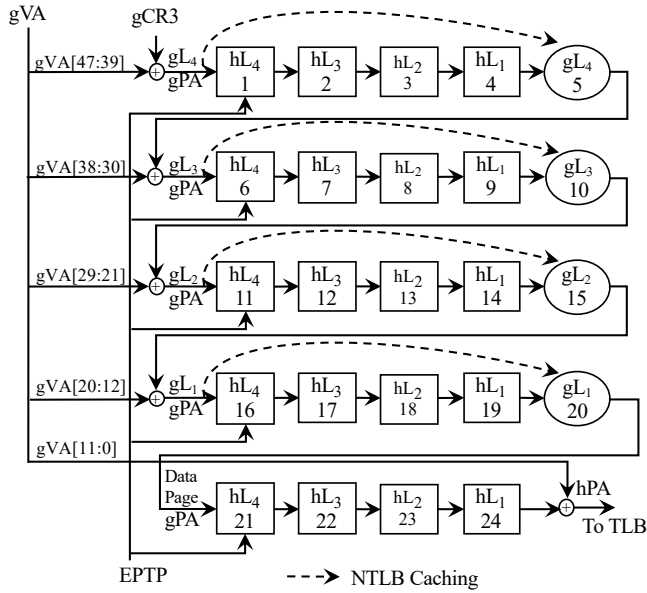 gVA
gCR3
gVA[47:39]
+
gL4
gPA
hL4
1
hL3
2
hL2
3
hL1
4
gL4
5
gVA[38:30]
+
gL3
gPA
hL4
6
hL3
7
hL2
8
hL1
9
gL3
10
gVA[29:21]
+
gL2
gPA
hL4
11
hL3
12
hL2
13
hL1
14
gL2
15
gVA[20:12]
+
gL1
gPA
hL4
16
hL3
17
hL2
18
hL1
19
gL1
20
gVA[11:0]
Data
Page
gPA
hL4
21
hL3
22
hL2
23
hL1
24
+
hPA
To TLB
EPTP
NTLB Caching